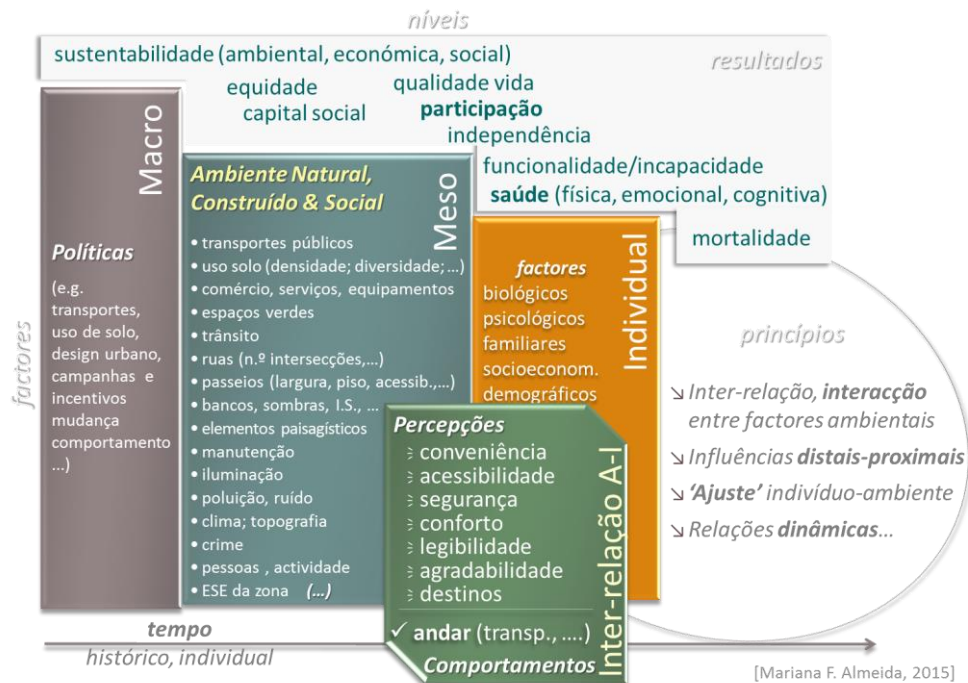 níveis
sustentabilidade (ambiental, económica, social)
resultados
equidade
qualidade vida
capital social
participação
independência
funcionalidade/incapacidade
saúde (física, emocional, cognitiva)
mortalidade
factores
Macro
Políticas
(e.g.
transportes,
uso de solo,
design urbano,
campanhas e
incentivos
mudança
comportamento
...)
Meso
Ambiente Natural,
Construído & Social
• transportes públicos
• uso solo (densidade; diversidade; ...)
• comércio, serviços, equipamentos
• espaços verdes
• trânsito
• ruas (n.º intersecções,...)
• passeios (largura, piso, acessib.,...)
• bancos, sombras, I.S., ...
• elementos paisagísticos
• manutenção
• iluminação
• poluição, ruído
• clima; topografia
• crime
• pessoas , actividade
• ESE da zona (...)
Individual
factores
biológicos
psicológicos
familiares
socioeconom.
demográficos
Inter-relação A-I
Percepções
conveniência
acessibilidade
segurança
conforto
legibilidade
agradabilidade
destinos
✓ andar (transp., ....)
Comportamentos
princípios
↘ Inter-relação, interacção
entre factores ambientais
↘ Influências distais-proximais
↘ ‘Ajuste’ indivíduo-ambiente
↘ Relações dinâmicas...
tempo
histórico, individual
[Mariana F. Almeida, 2015]